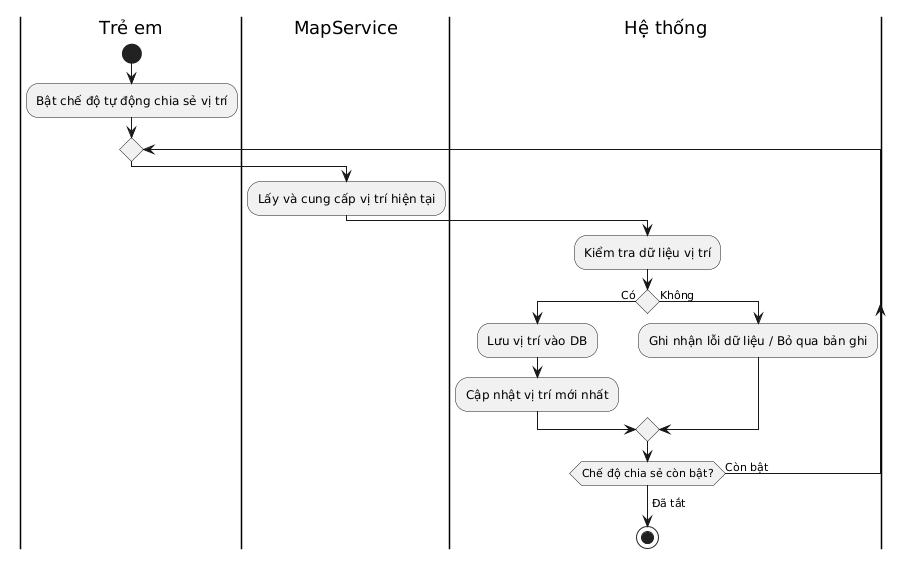 Trẻ em
MapService
Hệ thống
Bật chế độ tự động chia sẻ vị trí
Lấy và cung cấp vị trí hiện tại
Kiểm tra dữ liệu vị trí
Có
Không
Lưu vị trí vào DB
Ghi nhận lỗi dữ liệu / Bỏ qua bản ghi
Cập nhật vị trí mới nhất
Chế độ chia sẻ còn bật?
Còn bật
Đã tắt